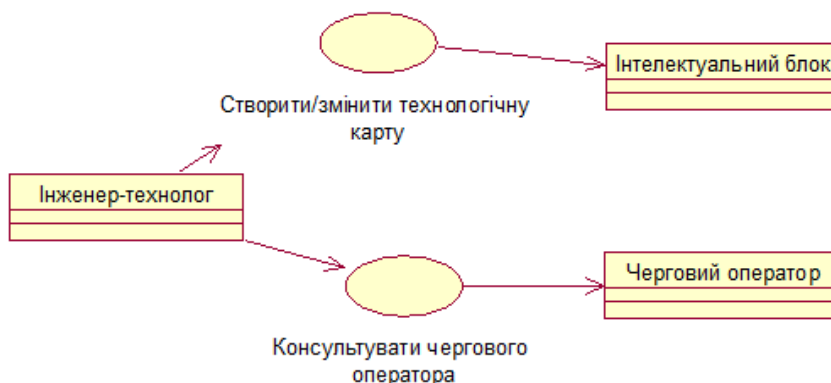 Інтелектуальний блок
Створити/змінити технологічну
карту
Інженер-технолог
Черговий оператор
Консультувати чергового
оператора